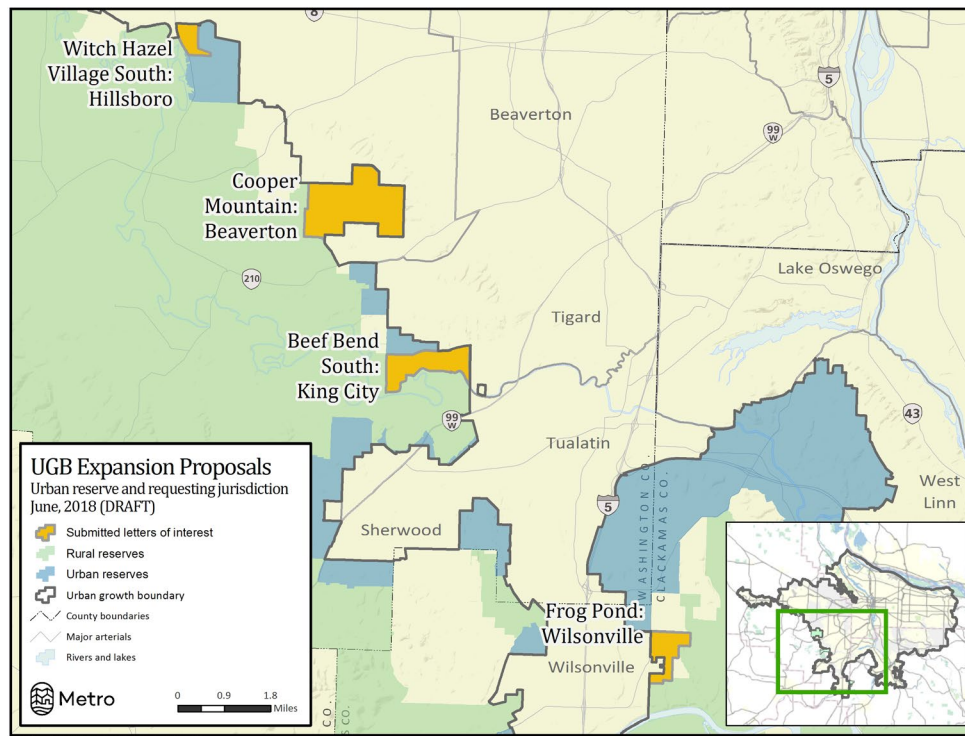 8
Witch Hazel
Village South:
Hillsboro
5
Beaverton
99
W
Cooper
Mountain:
Beaverton
210
Lake Oswego
Tigard
Beef Bend
South:
King City
99
W
43
Tualatin
West
Linn
5
Sherwood
WASHINGTON CO.
CLACKAMAS CO.
Frog Pond:
Wilsonville
Wilsonville
UGB Expansion Proposals
Urban reserve and requesting jurisdiction
June, 2018 (DRAFT)
Submitted letters of interest
Rural reserves
Urban reserves
Urban growth boundary
County boundaries
Major arterials
Rivers and lakes
Metro
0 0.9 1.8
Miles
CO.
S CO.